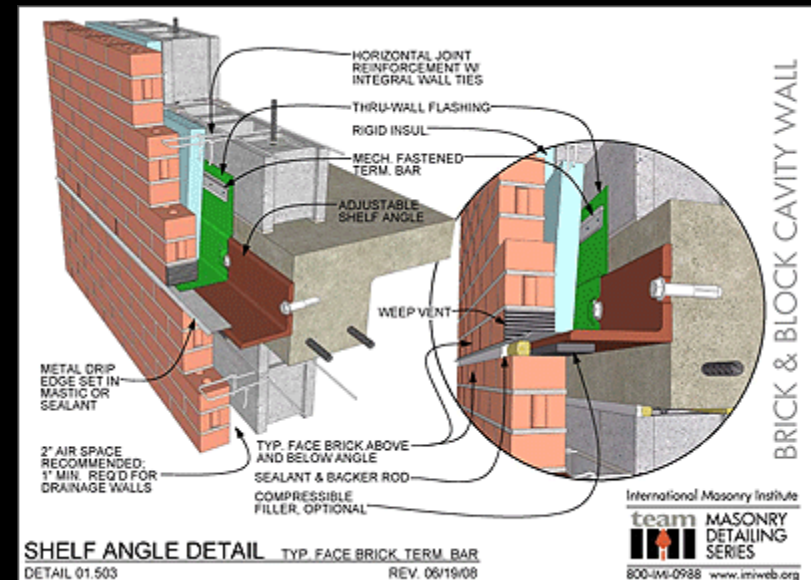 HORIZONTAL JOINT
REINFORCEMENT W/
INTEGRAL WALL TIES
THRU-WALL FLASHING
RIGID INSUL
MECH. FASTENED
TERM. BAR
ADJUSTABLE
SHELF ANGLE
WEEP VENT
METAL DRIP
EDGE SET IN
MASTIC OR
SEALANT
2" AIR SPACE
RECOMMENDED:
1" MIN. REQ'D FOR
DRAINAGE WALLS
TYP. FACE BRICK ABOVE
AND BELOW ANGLE
SEALANT & BACKER ROD
COMPRESSIBLE
FILLER, OPTIONAL
BRICK & BLOCK CAVITY WALL
SHELF ANGLE DETAIL TYP. FACE BRICK, TERM. BAR
DETAIL 01.503 REV. 06/19/08
International Masonry Institute
team MASONRY
DETAILING
SERIES
800-IMI-0988 www.imiweb.org